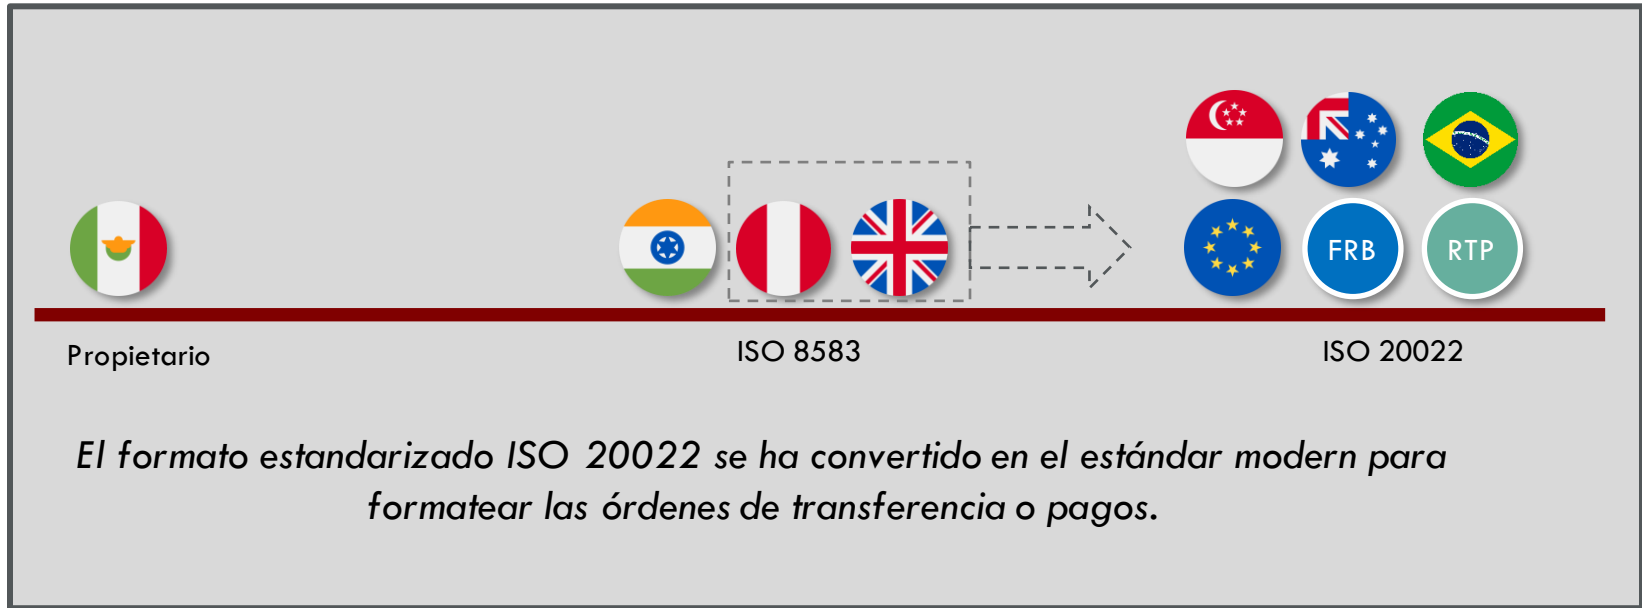 FRB
RTP
Propietario
ISO 8583
ISO 20022
El formato estandarizado ISO 20022 se ha convertido en el estándar modern para
formatear las órdenes de transferencia o pagos.